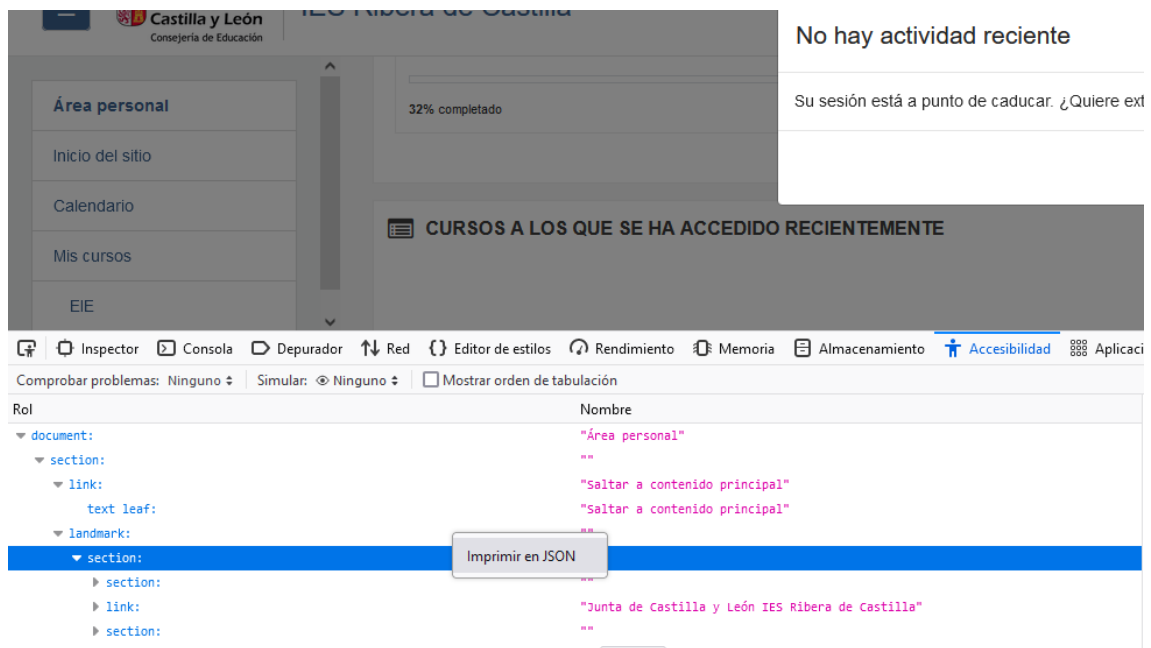 Castilla y León
Consejería de Educación
IES Ribera de Castilla
No hay actividad reciente
Su sesión está a punto de caducar. ¿Quiere ext
Área personal
32% completado
Inicio del sitio
Calendario
CURSOS A LOS QUE SE HA ACCEDIDO RECIENTEMENTE
Mis cursos
EIE
Inspector Consola Depurador Red Editor de estilos Rendimiento Memoria Almacenamiento Accesibilidad Aplicaci
Comprobar problemas: Ninguno Simular: Ninguno Mostrar orden de tabulación
Rol Nombre
document: "Área personal"
section: ""
link: "Saltar a contenido principal"
text leaf: "Saltar a contenido principal"
landmark: ""
section:
Imprimir en JSON
section: ""
link: "Junta de Castilla y León IES Ribera de Castilla"
section: ""